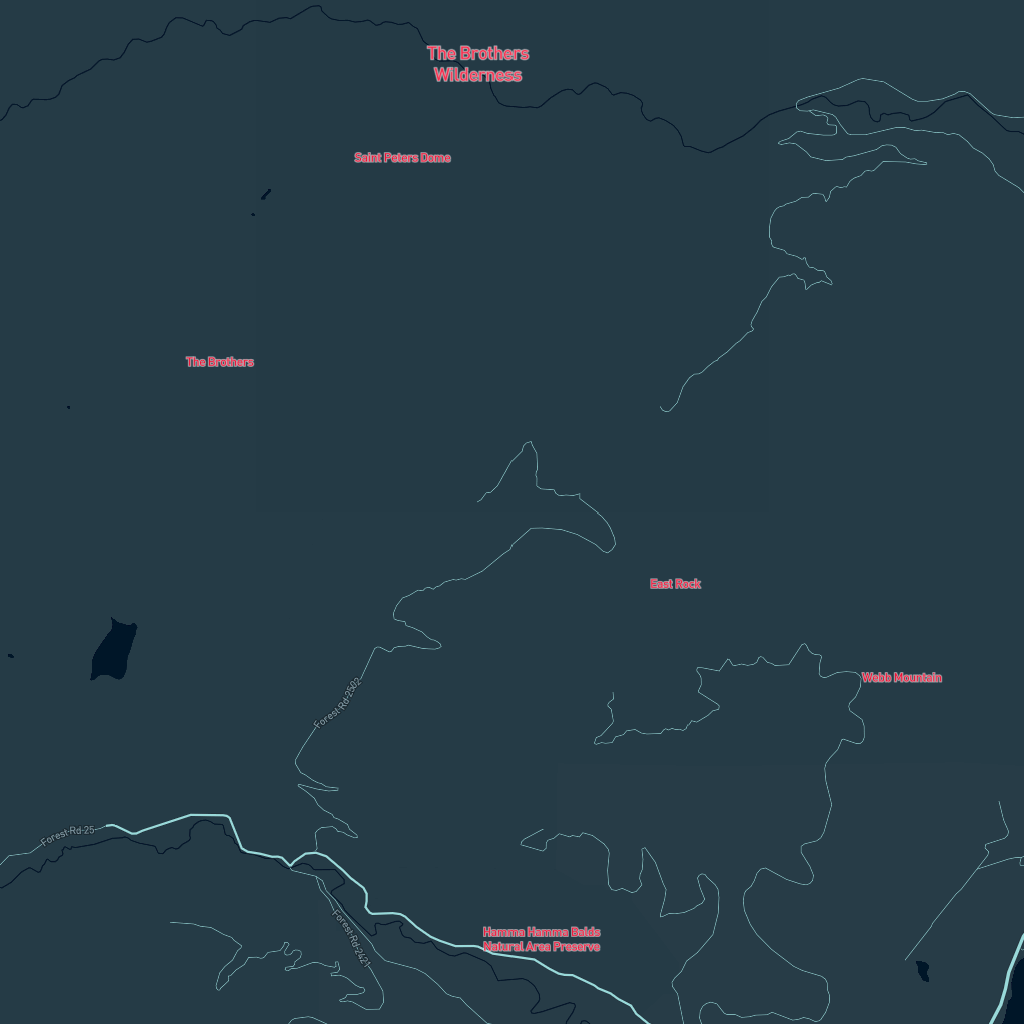 The Brothers
Wilderness
Saint Peters Dome
The Brothers
East Rock
Webb Mountain
Forest Rd 2502
Forest Rd 25
Hamma Hamma Balds
Natural Area Preserve
Forest Rd 2421